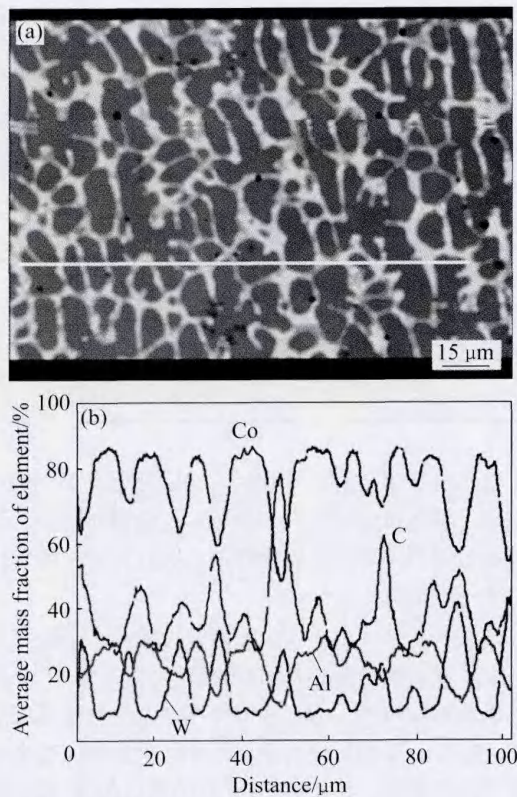 (a)
15 μm
(b)
100
80
60
40
20
0
20
40
60
80
100
Co
C
Al
W
Average mass fraction of element/%
Distance/μm